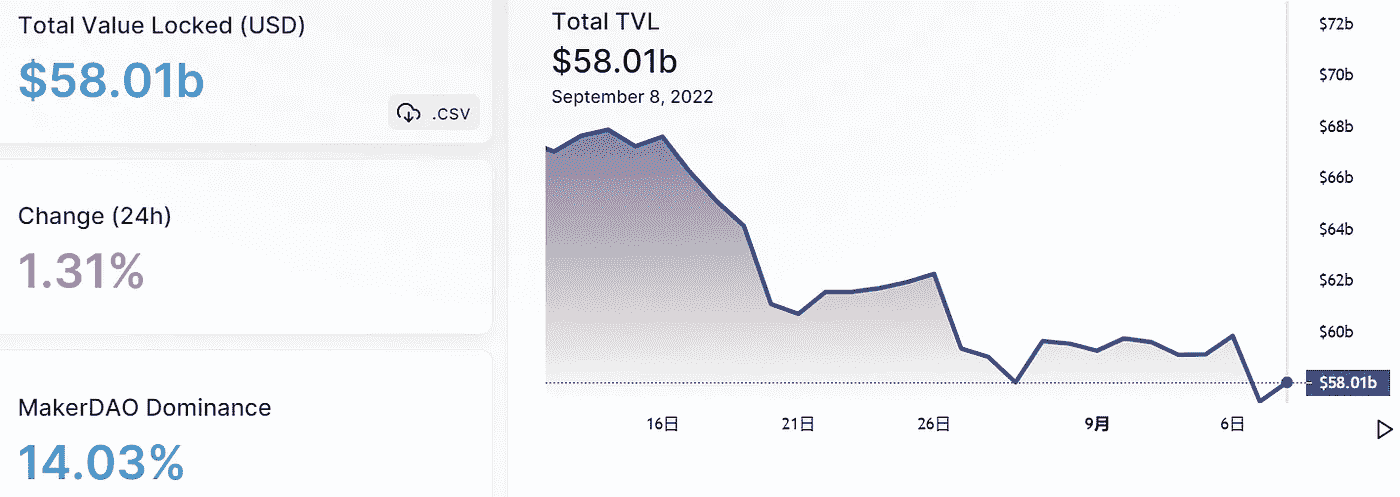 Total Value Locked (USD)
$58.01b
.CSV
Change (24h)
1.31%
MakerDAO Dominance
14.03%
Total TVL
$58.01b
September 8, 2022
$72b
$70b
$68b
$66b
$64b
$62b
$60b
$58.01b
16日
21日
26日
9月
6日